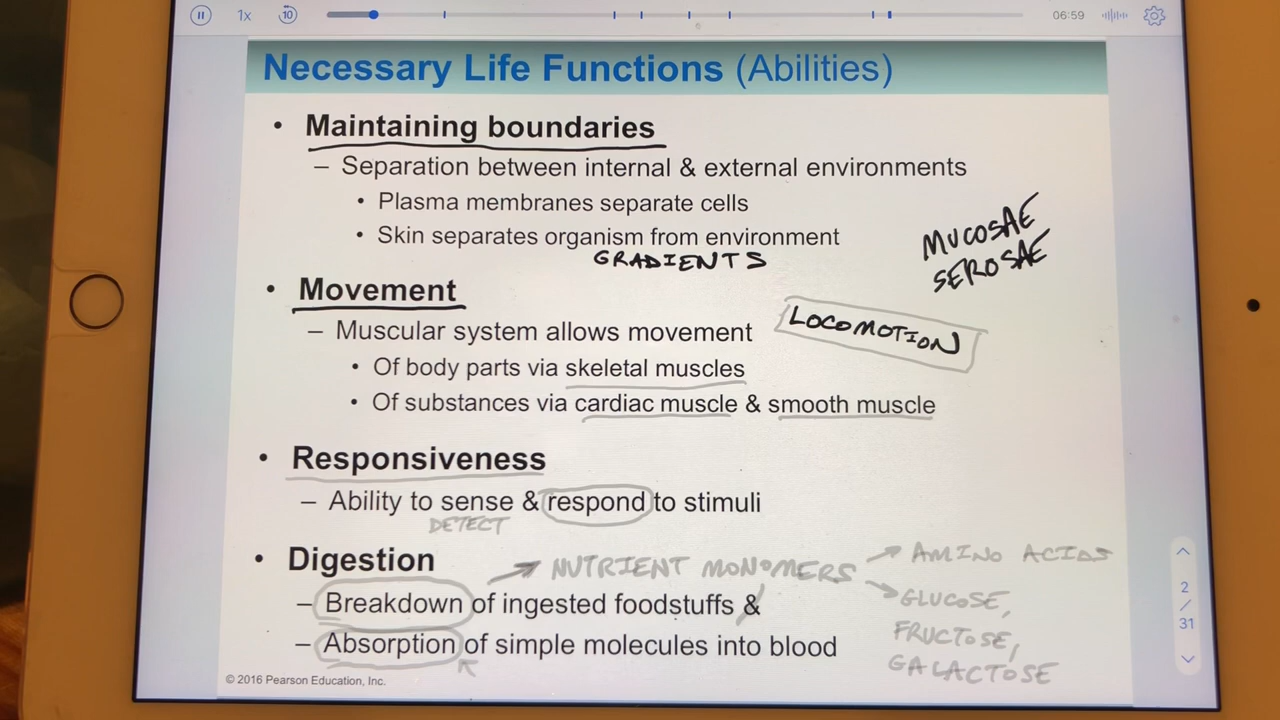 1x
10
06:59
Necessary Life Functions (Abilities)
• Maintaining boundaries
– Separation between internal & external environments
• Plasma membranes separate cells
• Skin separates organism from environment
GRADIENTS
MUCOSAE
SEROSAE
• Movement
– Muscular system allows movement
LOCOMOTION
• Of body parts via skeletal muscles
• Of substances via cardiac muscle & smooth muscle
• Responsiveness
– Ability to sense & respond to stimuli
DETECT
• Digestion
NUTRIENT MONOMERS
AMINO ACIDS
– Breakdown of ingested foodstuffs &
GLUCOSE,
FRUCTOSE,
– Absorption of simple molecules into blood
GALACTOSE
© 2016 Pearson Education, Inc.
2
/
31